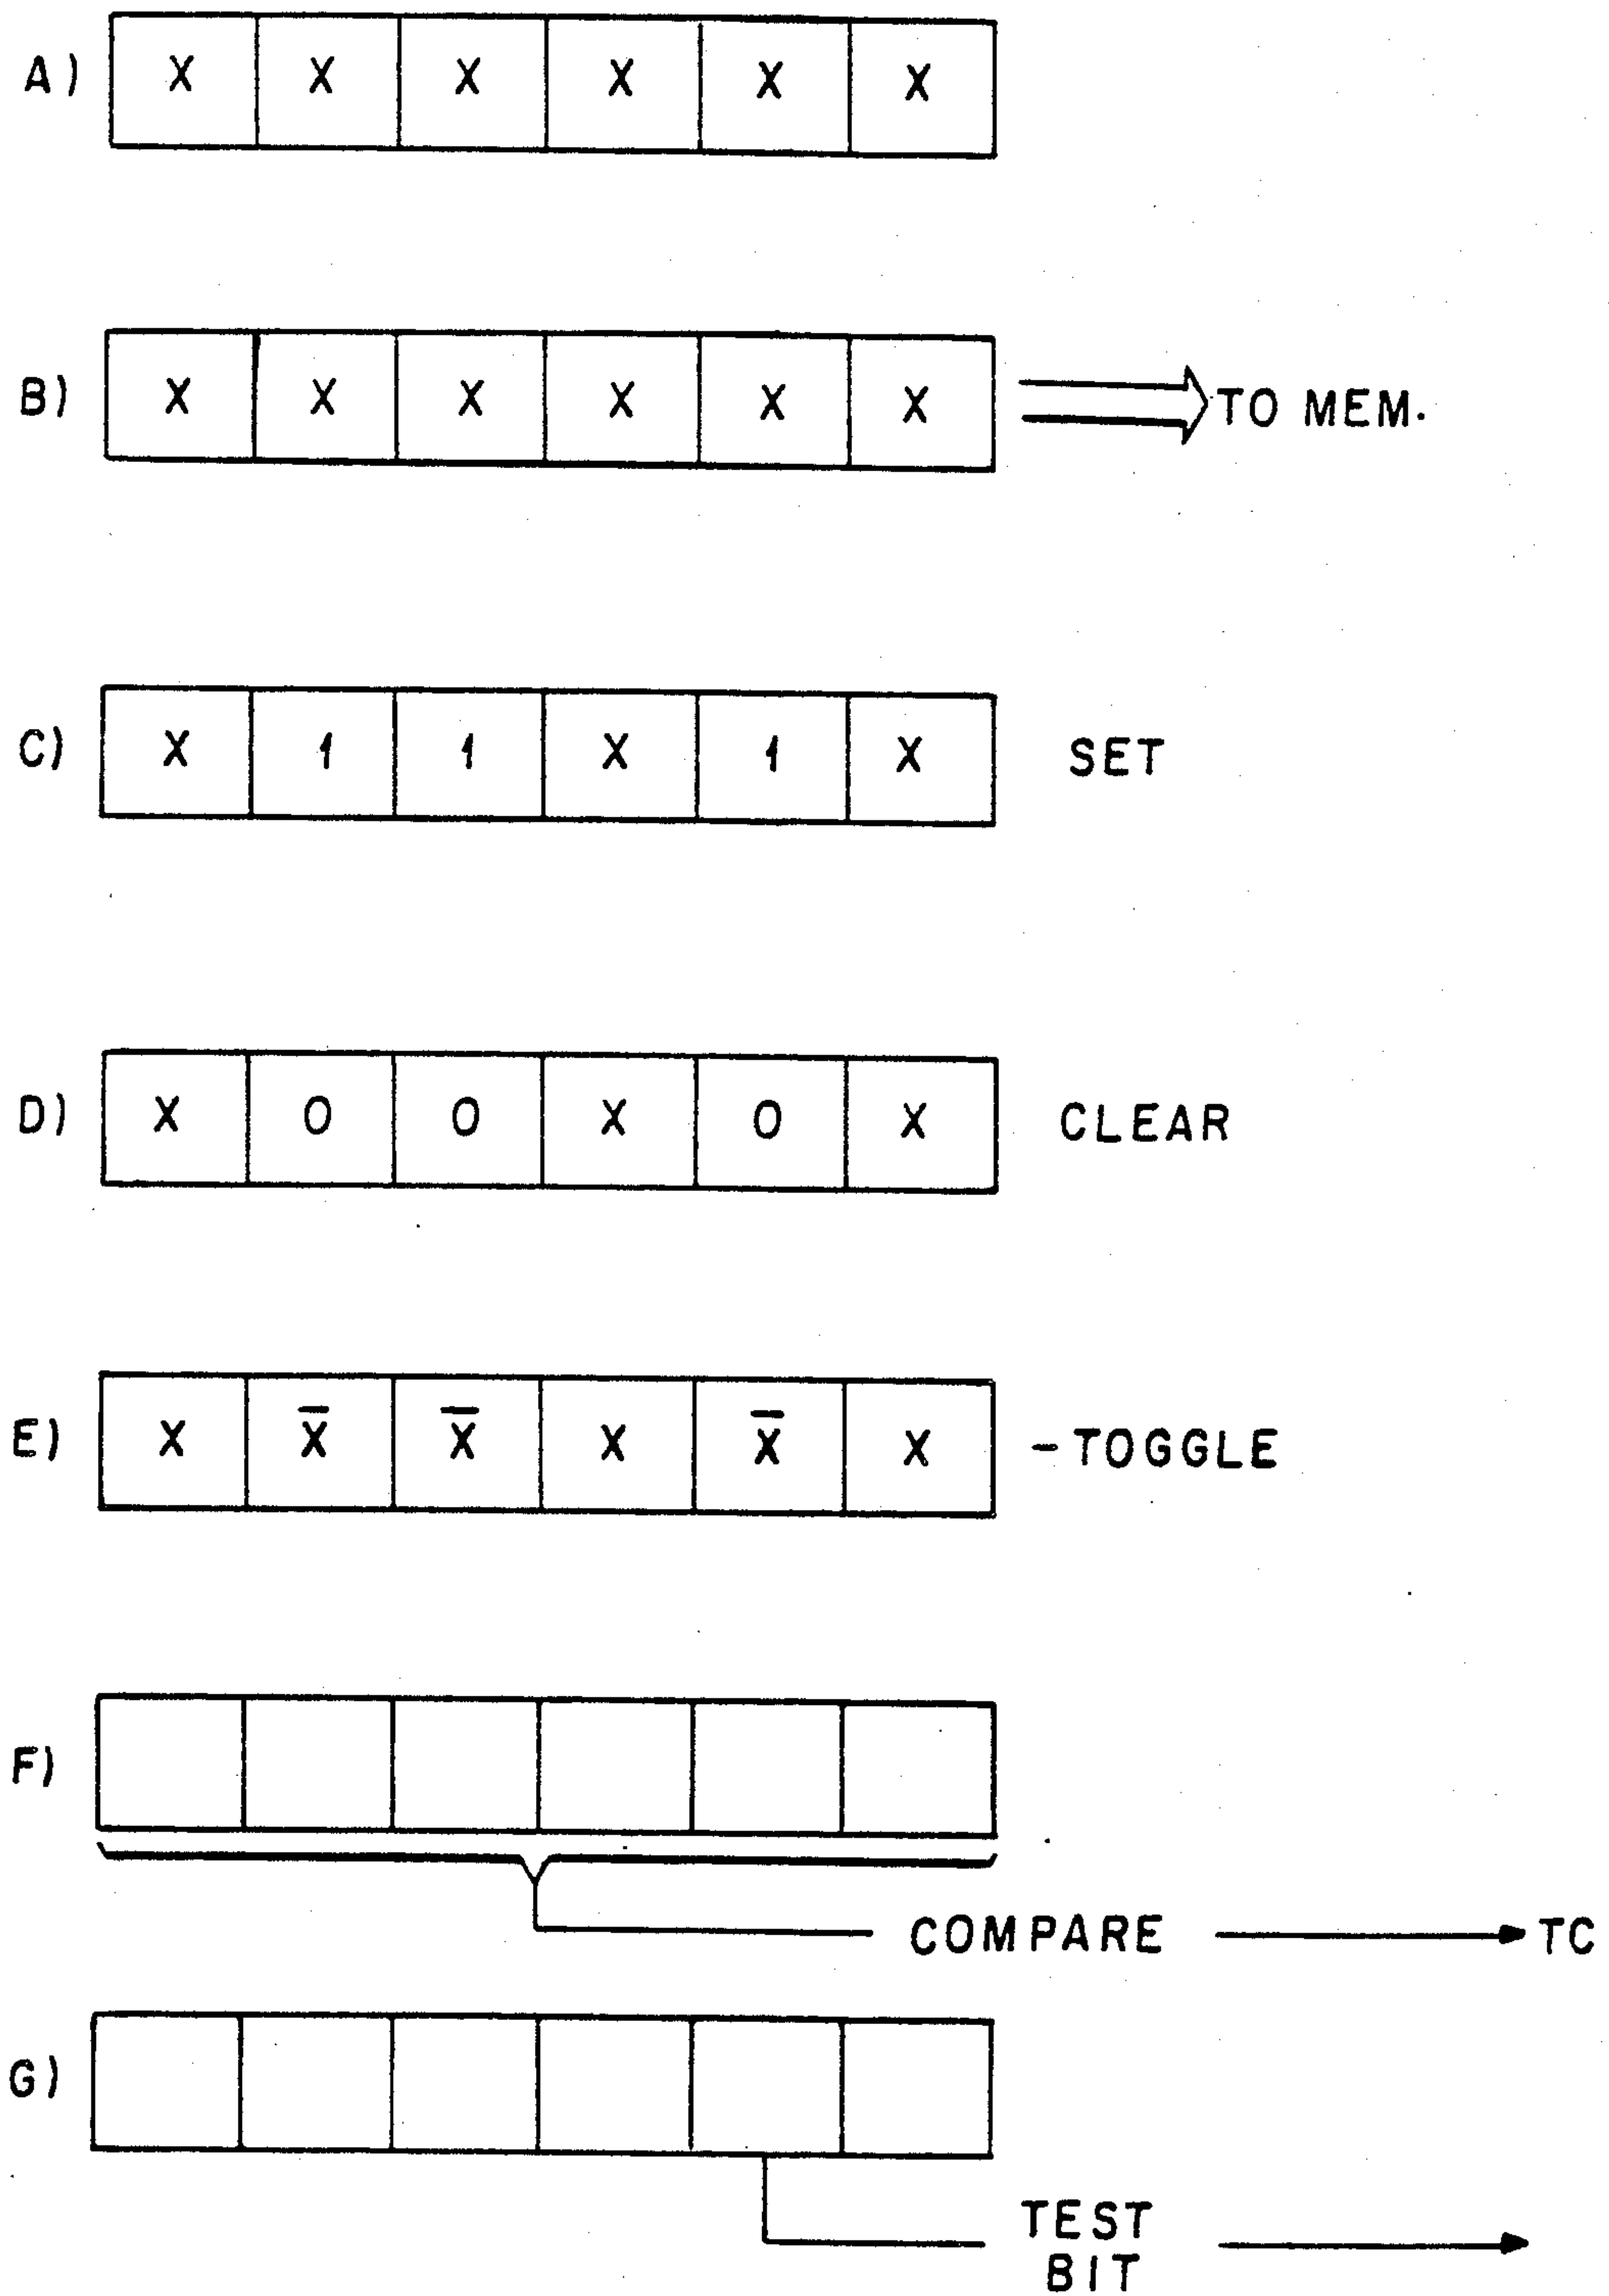 A) X X X X X X
B) X X X X X X TO MEM.
C) X 1 1 X 1 X SET
D) X 0 0 X 0 X CLEAR
E) X X̄ X̄ X X̄ X - TOGGLE
F)
COMPARE TC
G)
TEST
BIT